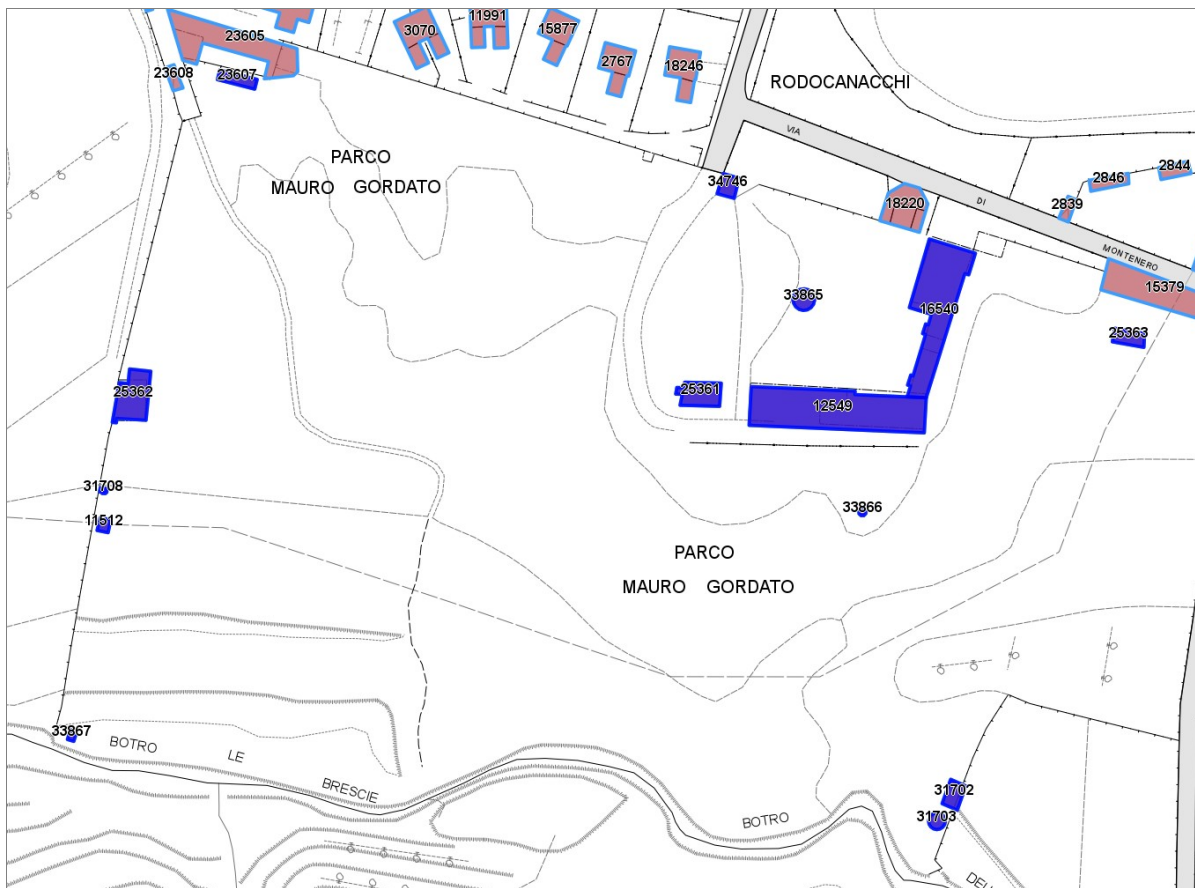 11991
15877
3070
23605
2767
18246
23608
23607
RODOCANACCHI
VIA
PARCO
MAURO GORDATO
34746
2844
2846
2839
18220
DI
MONTENERO
15379
33865
16540
25363
25361
25362
12549
31708
33866
11512
PARCO
MAURO GORDATO
33867
BOTRO LE BRESCIE
31702
31703
BOTRO